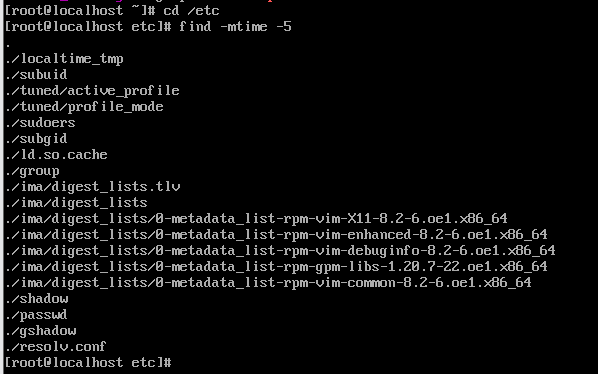 [root@localhost ~]# cd /etc
[root@localhost etc]# find -mtime -5
.
./localtime_tmp
./subuid
./tuned/active_profile
./tuned/profile_mode
./sudoers
./subgid
./ld.so.cache
./group
./ima/digest_lists.tlv
./ima/digest_lists
./ima/digest_lists/0-metadata_list-rpm-vim-X11-8.2-6.oe1.x86_64
./ima/digest_lists/0-metadata_list-rpm-vim-enhanced-8.2-6.oe1.x86_64
./ima/digest_lists/0-metadata_list-rpm-vim-debuginfo-8.2-6.oe1.x86_64
./ima/digest_lists/0-metadata_list-rpm-gpm-libs-1.20.7-22.oe1.x86_64
./ima/digest_lists/0-metadata_list-rpm-vim-common-8.2-6.oe1.x86_64
./shadow
./passwd
./gshadow
./resolv.conf
[root@localhost etc]#